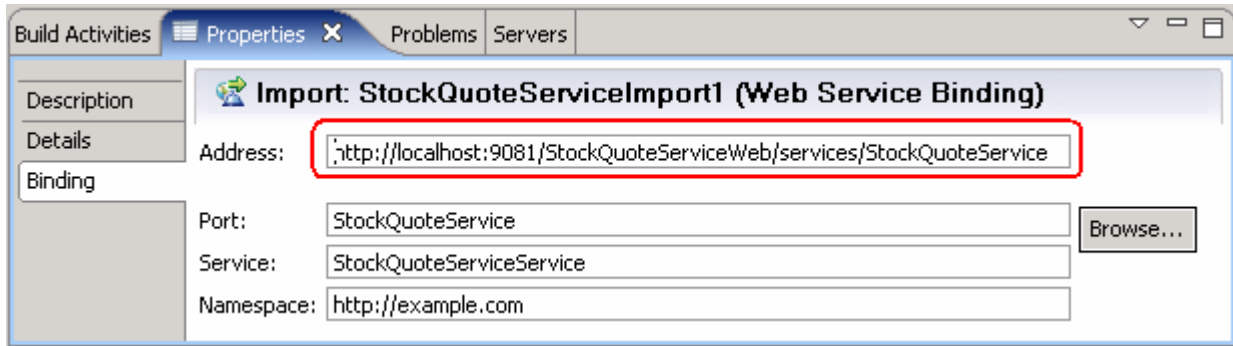 Build Activities Properties Problems Servers
Import: StockQuoteServiceImport1 (Web Service Binding)
Description
Details
Binding
Address: http://localhost:9081/StockQuoteServiceWeb/services/StockQuoteService
Port: StockQuoteService
Browse...
Service: StockQuoteServiceService
Namespace: http://example.com